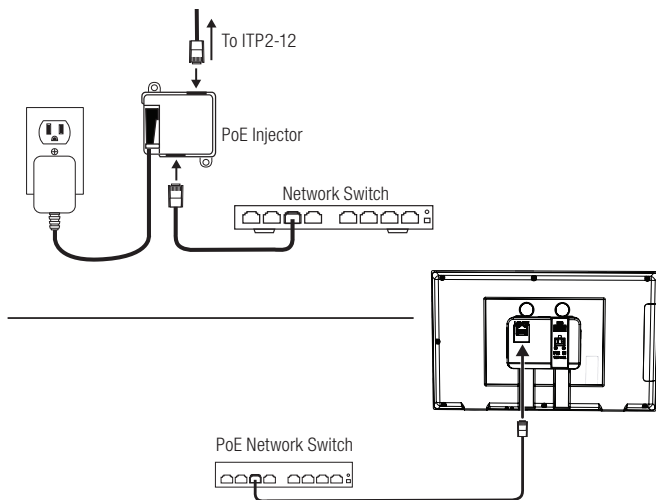 To ITP2-12
PoE Injector
Network Switch
PoE Network Switch